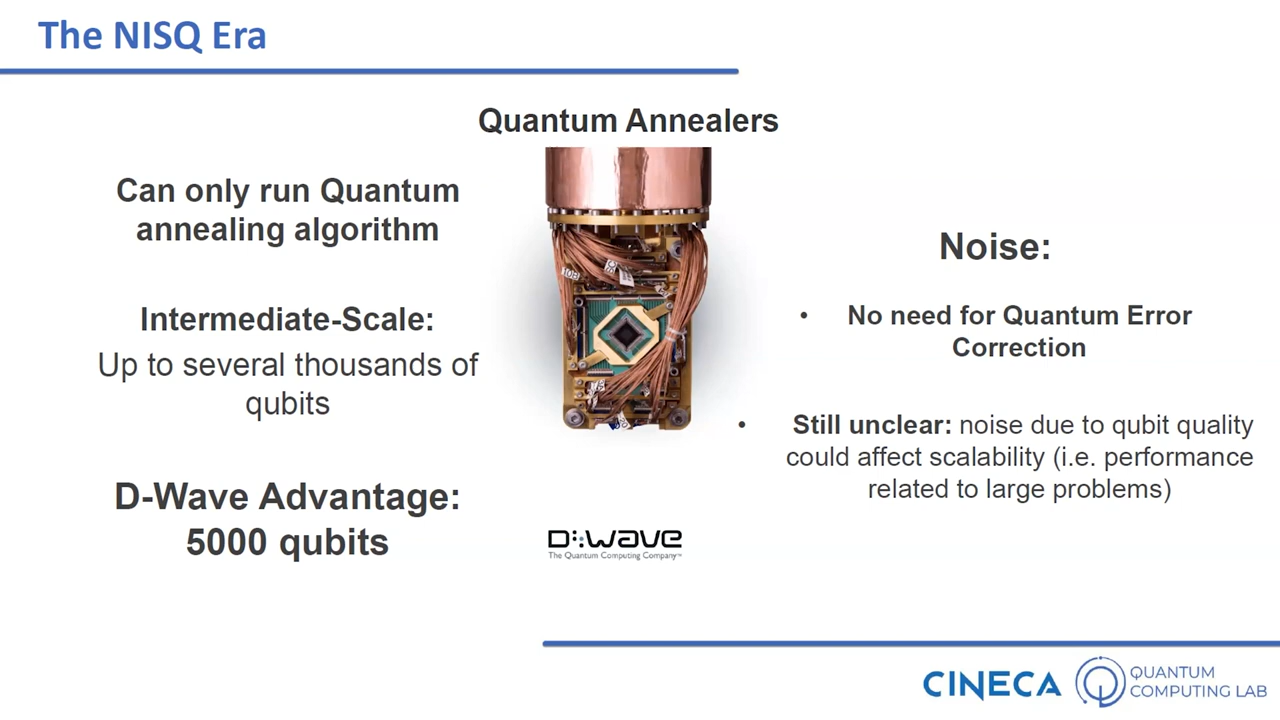 The NISQ Era
Quantum Annealers
Can only run Quantum
annealing algorithm
Intermediate-Scale:
Up to several thousands of
qubits
D-Wave Advantage:
5000 qubits
D:Wave
The Quantum Computing Company™
Noise:
• No need for Quantum Error
Correction
• Still unclear: noise due to qubit quality
could affect scalability (i.e. performance
related to large problems)
CINECA
QUANTUM
COMPUTING LAB